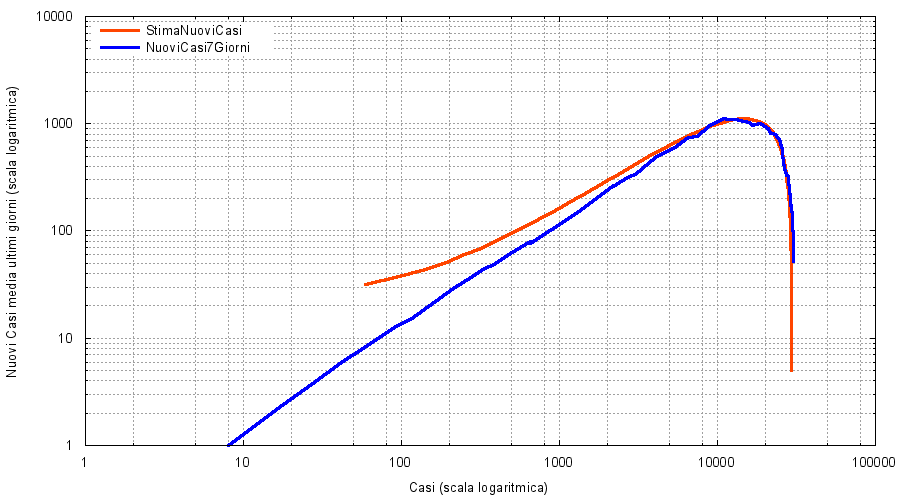 10000
1000
100
10
1
StimaNuoviCasi
NuoviCasi7Giorni
Nuovi Casi media ultimi giorni (scala logaritmica)
1 10 100 1000 10000 100000
Casi (scala logaritmica)